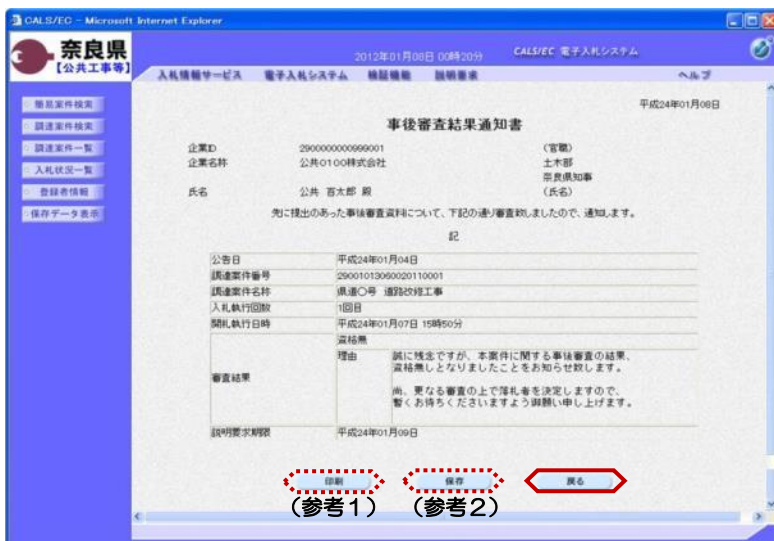 CALS/EC - Microsoft Internet Explorer
奈良県
【公共工事等】
2012年01月08日 00時20分
CALS/EC 電子入札システム
入札情報サービス 電子入札システム 検証機能 説明要求 ヘルプ
簡易案件検索
調達案件検索
調達案件一覧
入札状況一覧
登録者情報
保存データ表示
平成24年01月08日
事後審査結果通知書
企業ID 2900000000999001 (官職)
企業名称 公共0100株式会社 土木部
奈良県知事
氏名 公共 百太郎 殿 (氏名)
先に提出のあった事後審査資料について、下記の通り審査致しましたので、通知します。
記
公告日 平成24年01月04日
調達案件番号 29001013060020110001
調達案件名称 県道〇号 道路改修工事
入札執行回数 1回目
開札執行日時 平成24年01月07日 15時50分
審査結果 資格無
理由 誠に残念ですが、本案件に関する事後審査の結果、
資格無しとなりましたことをお知らせ致します。
尚、更なる審査の上で落札者を決定しますので、
暫くお待ちくださいますよう御願い申し上げます。
説明要求期限 平成24年01月09日
印刷 保存 戻る
(参考1) (参考2)